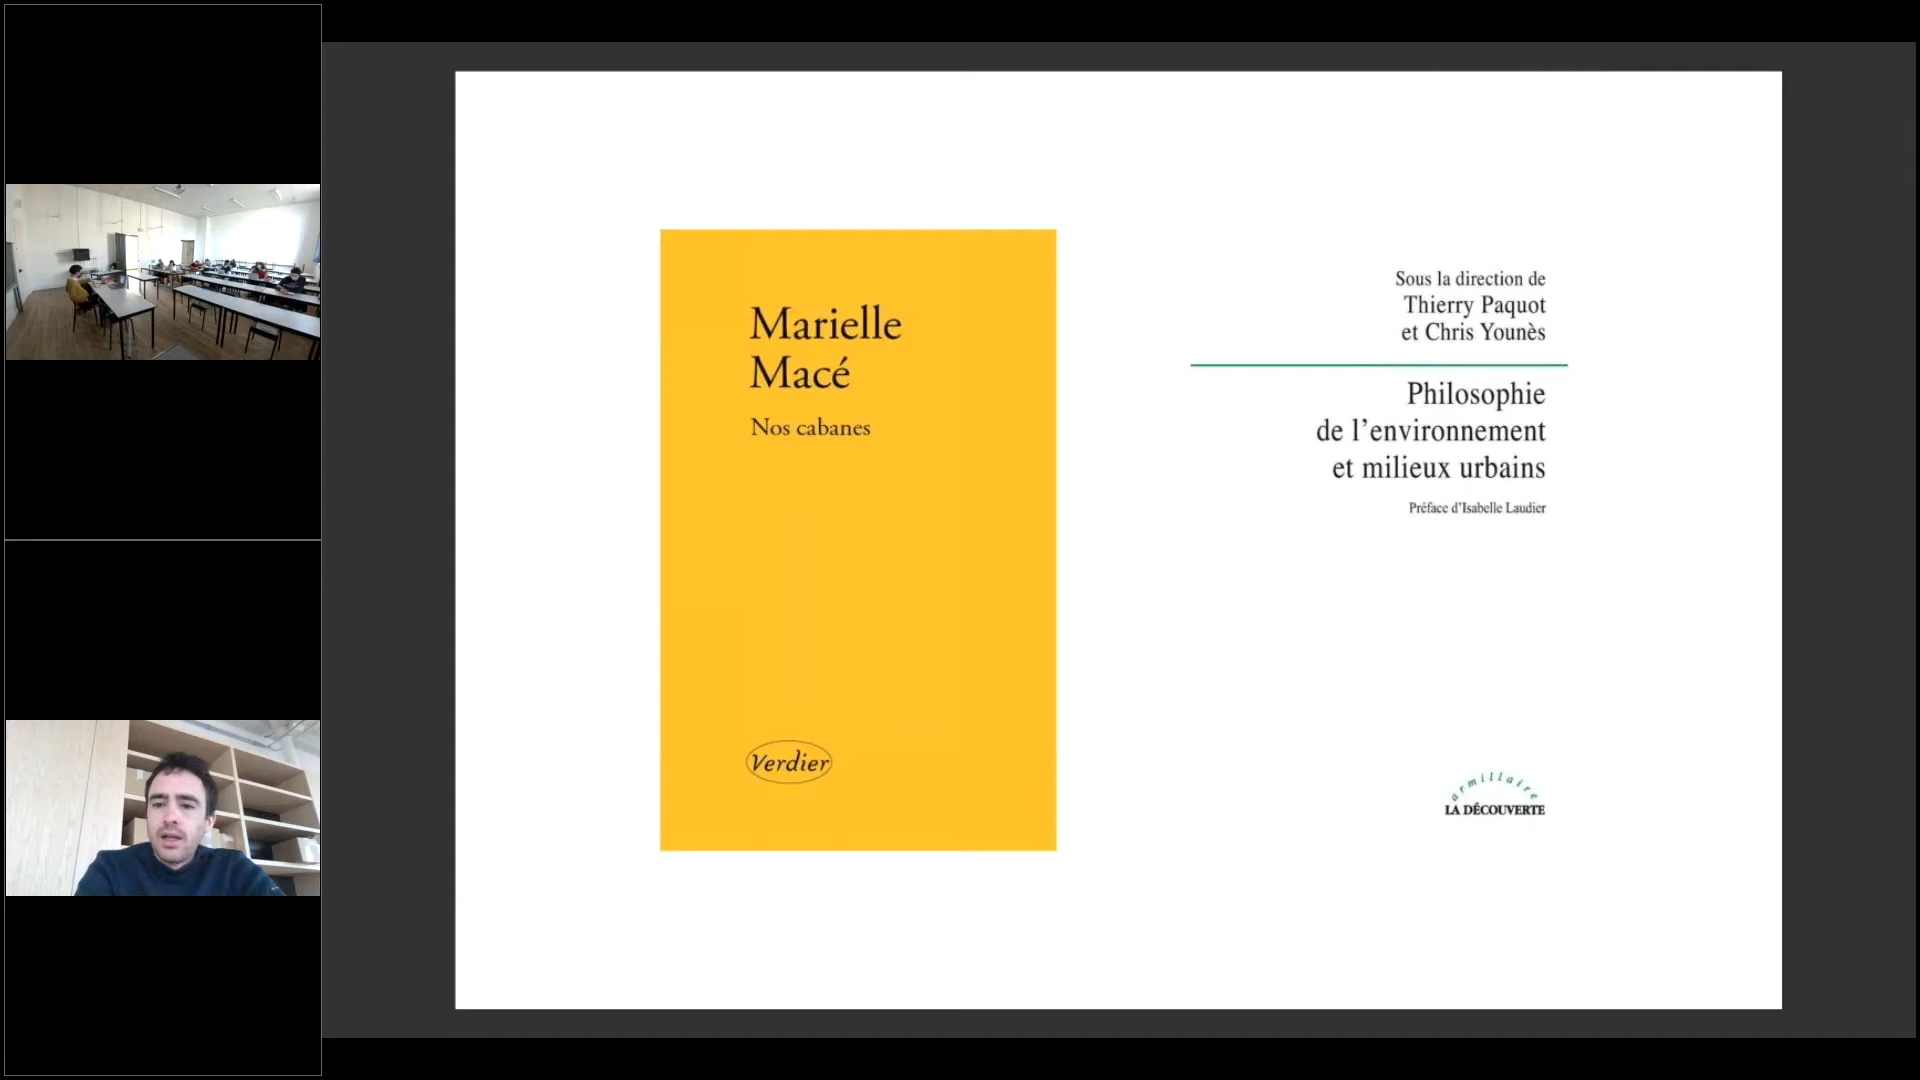 Marielle
Macé
Nos cabanes
Verdier
Sous la direction de
Thierry Paquot
et Chris Younès
Philosophie
de l’environnement
et milieux urbains
Préface d’Isabelle Laudier
armillaire
LA DÉCOUVERTE